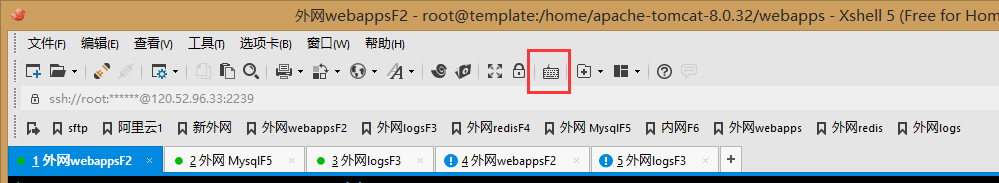 外网webappsF2 - root@template:/home/apache-tomcat-8.0.32/webapps - Xshell 5 (Free for Hom
文件(F) 编辑(E) 查看(V) 工具(T) 选项卡(B) 窗口(W) 帮助(H)
ssh://root:******@120.52.96.33:2239
sftp 阿里云1 新外网 外网webappsF2 外网logsF3 外网redisF4 外网 MysqlF5 内网F6 外网webapps 外网redis 外网logs
1 外网webappsF2 × 2 外网 MysqlF5 × 3 外网logsF3 × 4 外网webappsF2 × 5 外网logsF3 × +